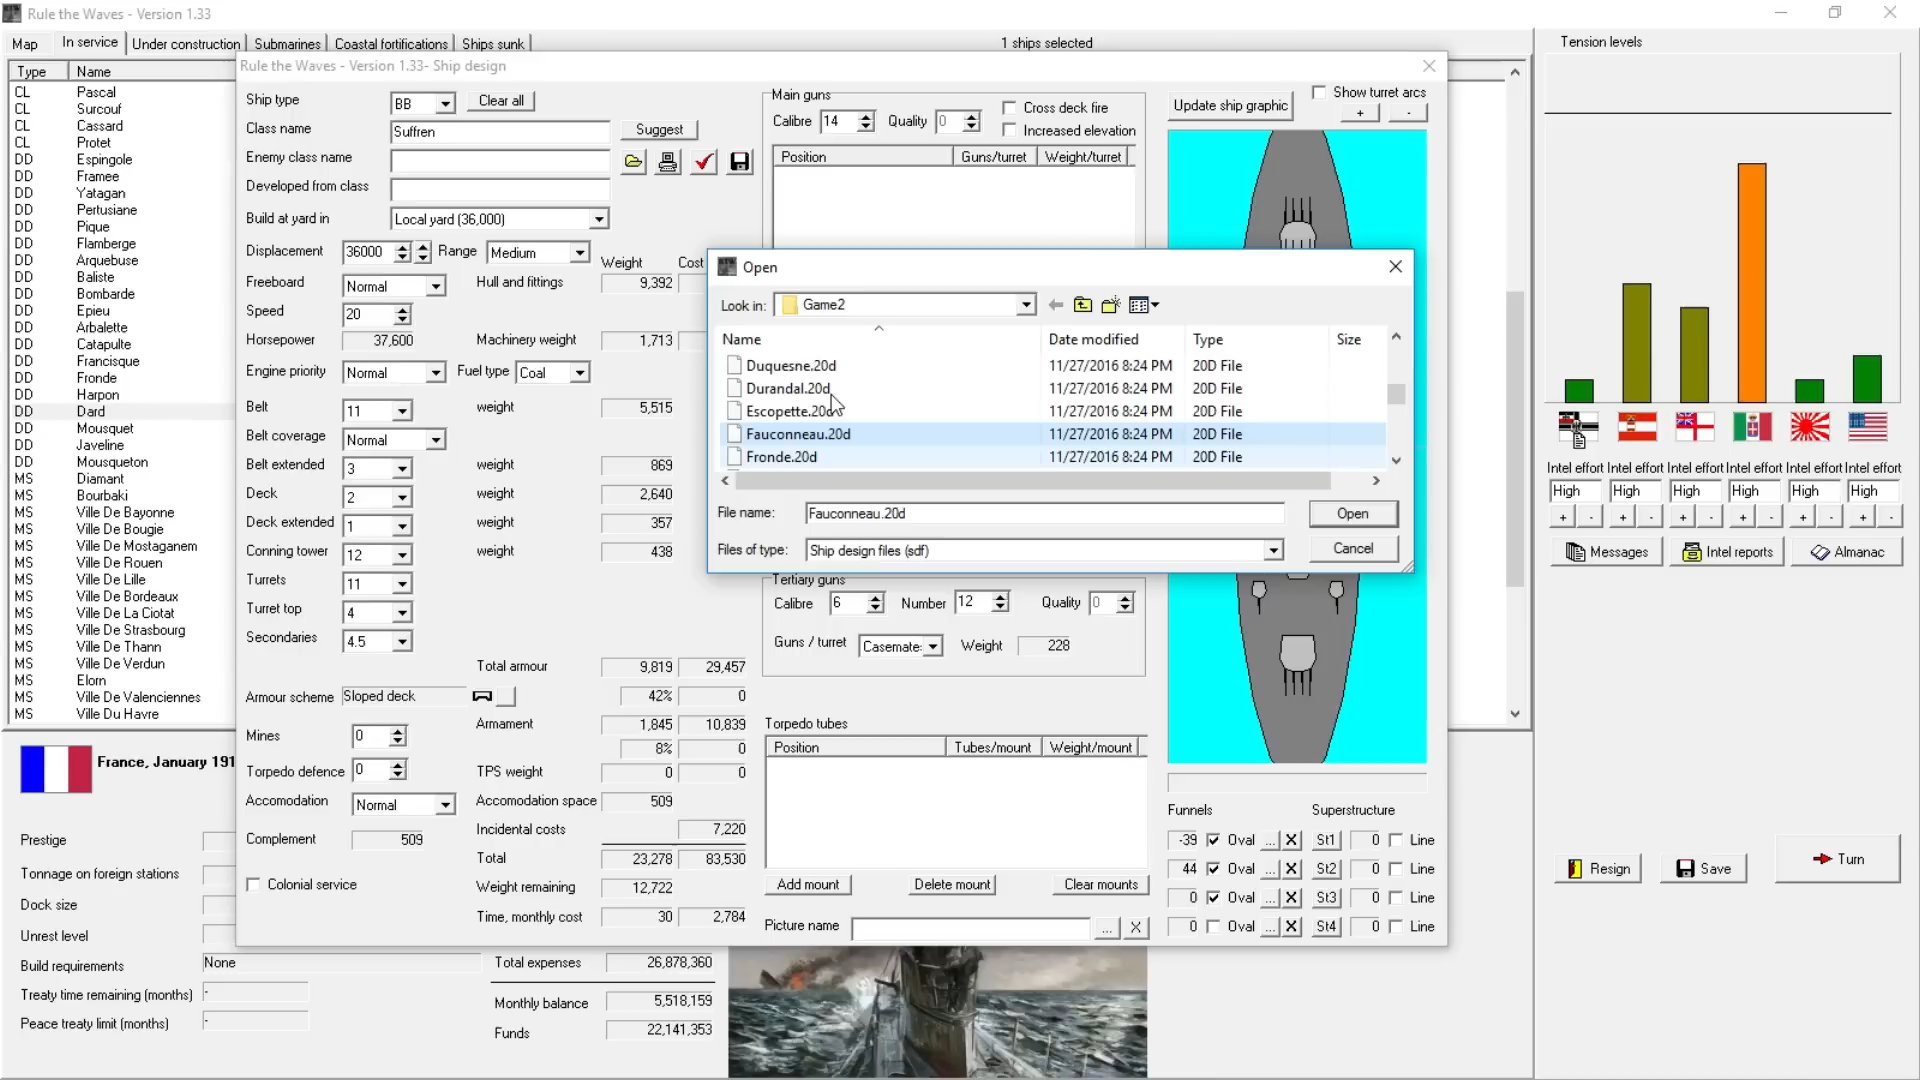 Rule the Waves - Version 1.33
Map
In service
Under construction
Submarines
Coastal fortifications
Ships sunk
1 ships selected
Type Name
CL Pascal
CL Surcouf
CL Cassard
CL Protet
DD Espingole
DD Framee
DD Yatagan
DD Pertusiane
DD Pique
DD Flamberge
DD Arquebuse
DD Baliste
DD Bombarde
DD Epieu
DD Arbalette
DD Catapulte
DD Francisque
DD Fronde
DD Harpon
DD Dard
DD Mousquet
DD Javeline
DD Mousqueton
MS Diamant
MS Bourbaki
MS Ville De Bayonne
MS Ville De Bougie
MS Ville De Mostaganem
MS Ville De Rouen
MS Ville De Lille
MS Ville De Bordeaux
MS Ville De La Ciotat
MS Ville De Strasbourg
MS Ville De Thann
MS Ville De Verdun
MS Elorn
MS Ville De Valenciennes
MS Ville Du Havre
France, January 191
Prestige
Tonnage on foreign stations
Dock size
Unrest level
Build requirements None
Treaty time remaining (months) -
Peace treaty limit (months) -
Total expenses 26,878,360
Monthly balance 5,518,159
Funds 22,141,353
Rule the Waves - Version 1.33- Ship design
Ship type BB Clear all
Class name Suffren Suggest
Enemy class name
Developed from class
Build at yard in Local yard (36,000)
Displacement 36000 Range Medium
Weight Cost
Freeboard Normal Hull and fittings 9,392
Speed 20
Horsepower 37,600 Machinery weight 1,713
Engine priority Normal Fuel type Coal
Belt 11 weight 5,515
Belt coverage Normal
Belt extended 3 weight 869
Deck 2 weight 2,640
Deck extended 1 weight 357
Conning tower 12 weight 438
Turrets 11
Turret top 4
Secondaries 4.5
Total armour 9,819 29,457
Armour scheme Sloped deck 42% 0
Armament 1,845 10,839
Mines 0 8% 0
Torpedo defence 0 TPS weight 0 0
Accomodation Normal Accomodation space 509
Incidental costs 7,220
Complement 509
Total 23,278 83,530
Colonial service Weight remaining 12,722
Time, monthly cost 30 2,784
Main guns
Calibre 14 Quality 0 Cross deck fire
Increased elevation
Position Guns/turret Weight/turret
Open
Look in: Game2
Name Date modified Type Size
Duquesne.20d 11/27/2016 8:24 PM 20D File
Durandal.20d 11/27/2016 8:24 PM 20D File
Escopette.20d 11/27/2016 8:24 PM 20D File
Fauconneau.20d 11/27/2016 8:24 PM 20D File
Fronde.20d 11/27/2016 8:24 PM 20D File
File name: Fauconneau.20d Open
Files of type: Ship design files (sdf) Cancel
Tertiary guns
Calibre 6 Number 12 Quality 0
Guns / turret Casemate: Weight 228
Torpedo tubes
Position Tubes/mount Weight/mount
Add mount Delete mount Clear mounts
Picture name ... X
Update ship graphic Show turret arcs
+ -
Funnels Superstructure
-39 Oval ... X St1 0 Line
44 Oval ... X St2 0 Line
0 Oval ... X St3 0 Line
0 Oval ... X St4 0 Line
Tension levels
Intel effort Intel effort Intel effort Intel effort Intel effort Intel effort
High High High High High High
+ - + - + - + - + - + -
Messages Intel reports Almanac
Resign Save Turn